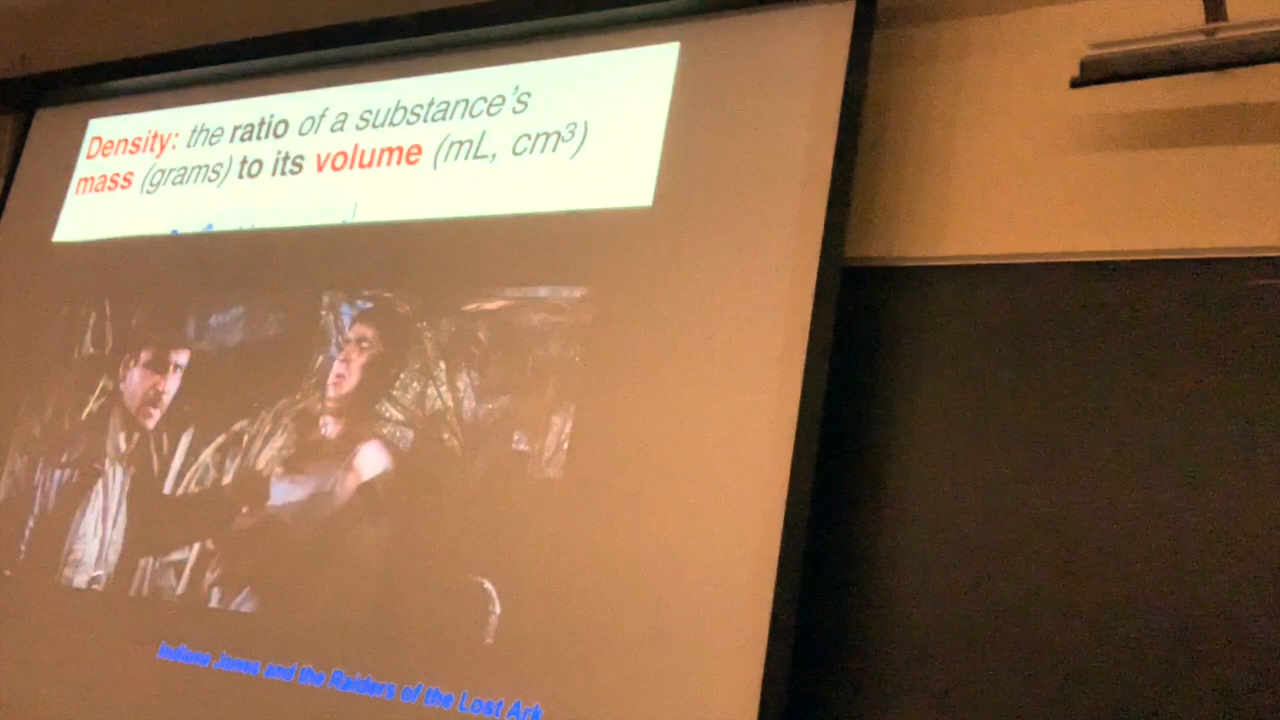 Density: the ratio of a substance's
mass (grams) to its volume (mL, cm³)
Indiana Jones and the Raiders of the Lost Ark